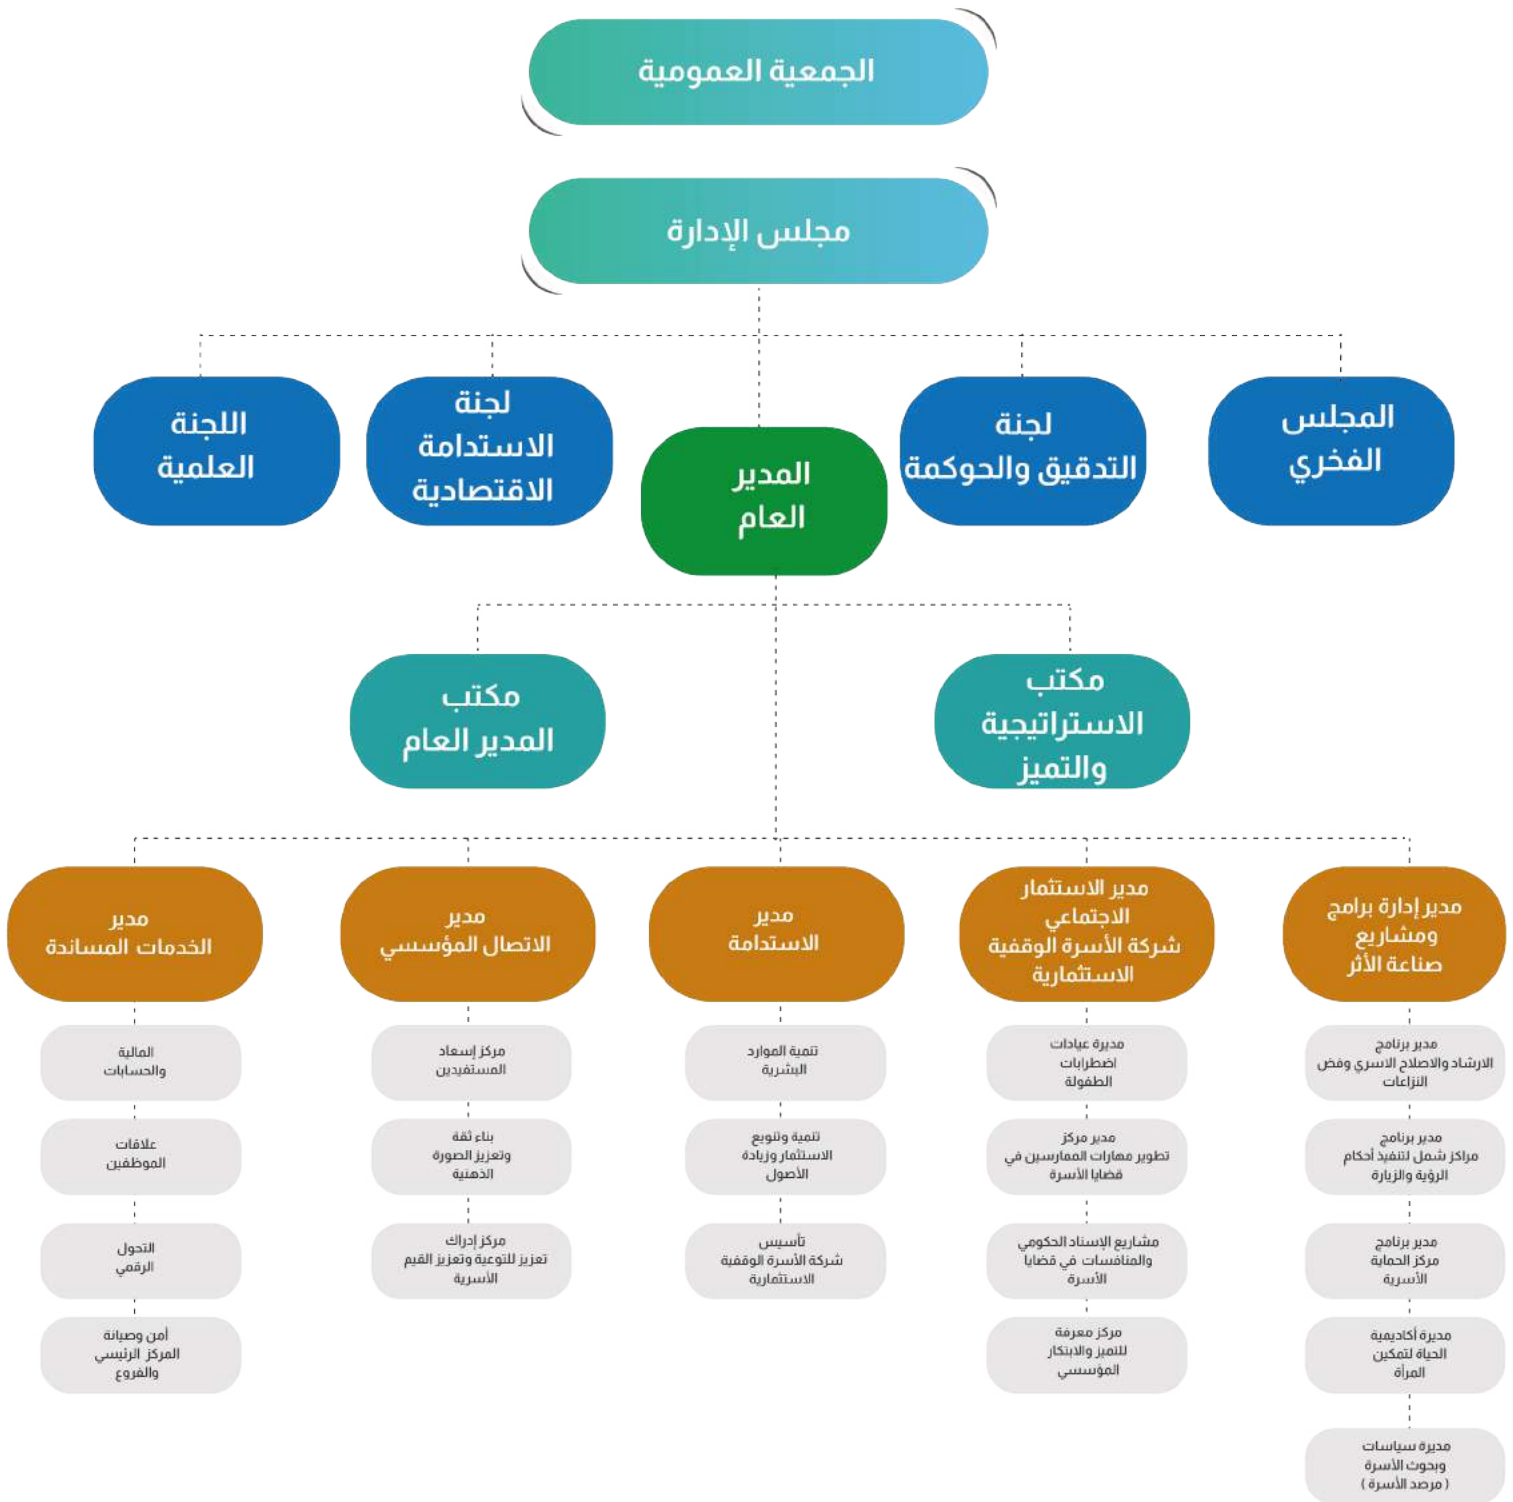 الجمعية العمومية
مجلس الإدارة
المجلس
الفخري
لجنة
التدقيق والحوكمة
المدير
العام
لجنة
الاستدامة
الاقتصادية
اللجنة
العلمية
مكتب
الاستراتيجية
والتميز
مكتب
المدير العام
مدير إدارة برامج
ومشاريع
صناعة الأثر
مدير الاستثمار
الاجتماعي
شركة الأسرة الوقفية
الاستثمارية
مدير
الاستدامة
مدير
الاتصال المؤسسي
مدير
الخدمات المساندة
مدير برنامج
الارشاد والاصلاح الاسري وفض
النزاعات
مدير برنامج
مراكز شمل لتنفيذ أحكام
الرؤية والزيارة
مدير برنامج
مركز الحماية
الأسرية
مديرة أكاديمية
الحياة لتمكين
المرأة
مديرة سياسات
وبحوث الأسرة
( مرصد الأسرة )
مديرة عيادات
اضطرابات
الطفولة
مدير مركز
تطوير مهارات الممارسين في
قضايا الأسرة
مشاريع الإسناد الحكومي
والمنافسات في قضايا
الأسرة
مركز معرفة
للتميز والابتكار
المؤسسي
تنمية الموارد
البشرية
تنمية وتنويع
الاستثمار وزيادة
الأصول
تأسيس
شركة الأسرة الوقفية
الاستثمارية
مركز إسعاد
المستفيدين
بناء ثقة
وتعزيز الصورة
الذهنية
مركز إدراك
تعزيز للتوعية وتعزيز القيم
الأسرية
المالية
والحسابات
علاقات
الموظفين
التحول
الرقمي
أمن وصيانة
المركز الرئيسي
والفروع